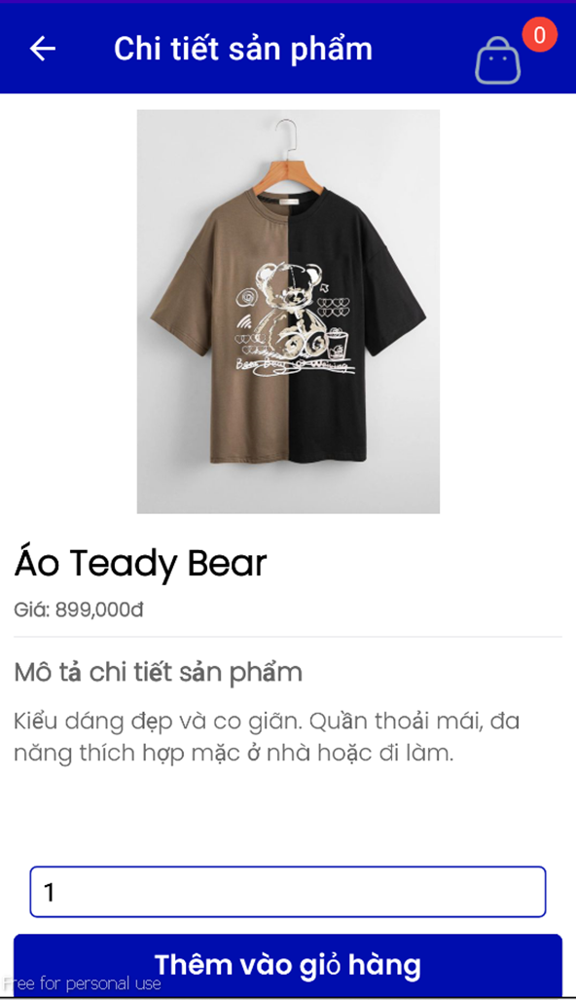 Chi tiết sản phẩm
0
Bear Bear
Áo Teady Bear
Giá: 899,000đ
Mô tả chi tiết sản phẩm
Kiểu dáng đẹp và co giãn. Quần thoải mái, đa
năng thích hợp mặc ở nhà hoặc đi làm.
1
Thêm vào giỏ hàng
Free for personal use